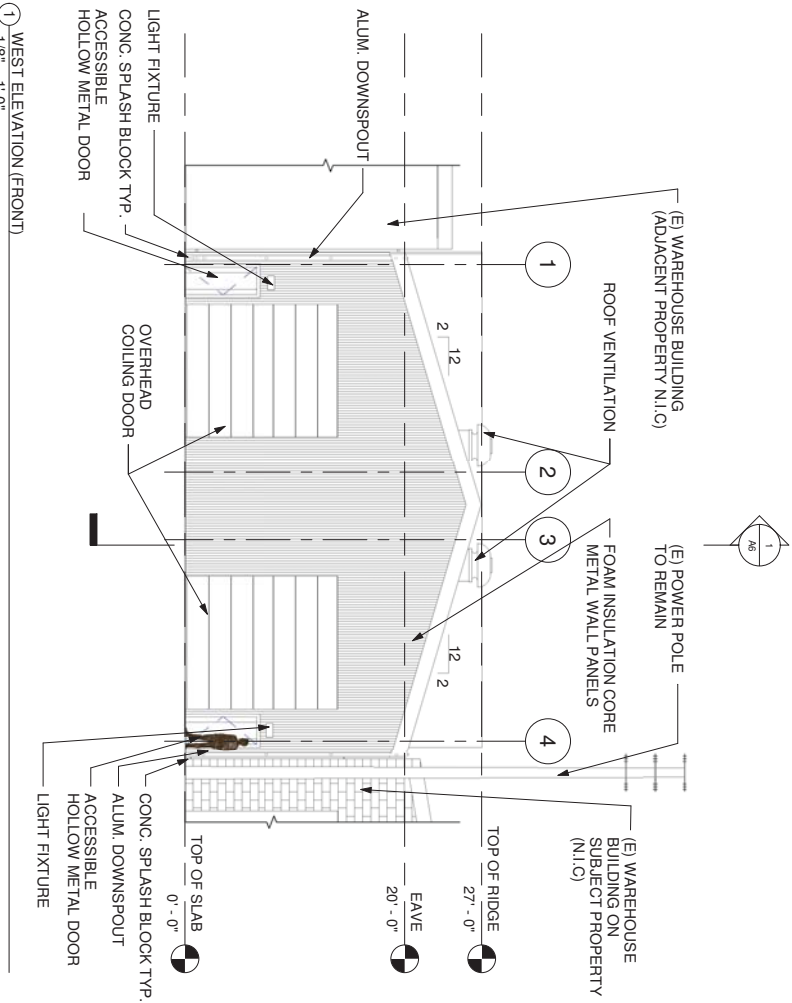 1
A6
(E) WAREHOUSE BUILDING
(ADJACENT PROPERTY N.I.C)
ROOF VENTILATION
(E) POWER POLE
TO REMAIN
FOAM INSULATION CORE
METAL WALL PANELS
(E) WAREHOUSE
BUILDING ON
SUBJECT PROPERTY
(N.I.C)
1
2
3
4
TOP OF RIDGE
27' - 0"
EAVE
20' - 0"
TOP OF SLAB
0' - 0"
12
2
12
2
ALUM. DOWNSPOUT
LIGHT FIXTURE
CONC. SPLASH BLOCK TYP.
ACCESSIBLE
HOLLOW METAL DOOR
OVERHEAD
COILING DOOR
CONC. SPLASH BLOCK TYP.
ALUM. DOWNSPOUT
ACCESSIBLE
HOLLOW METAL DOOR
LIGHT FIXTURE
1
WEST ELEVATION (FRONT)